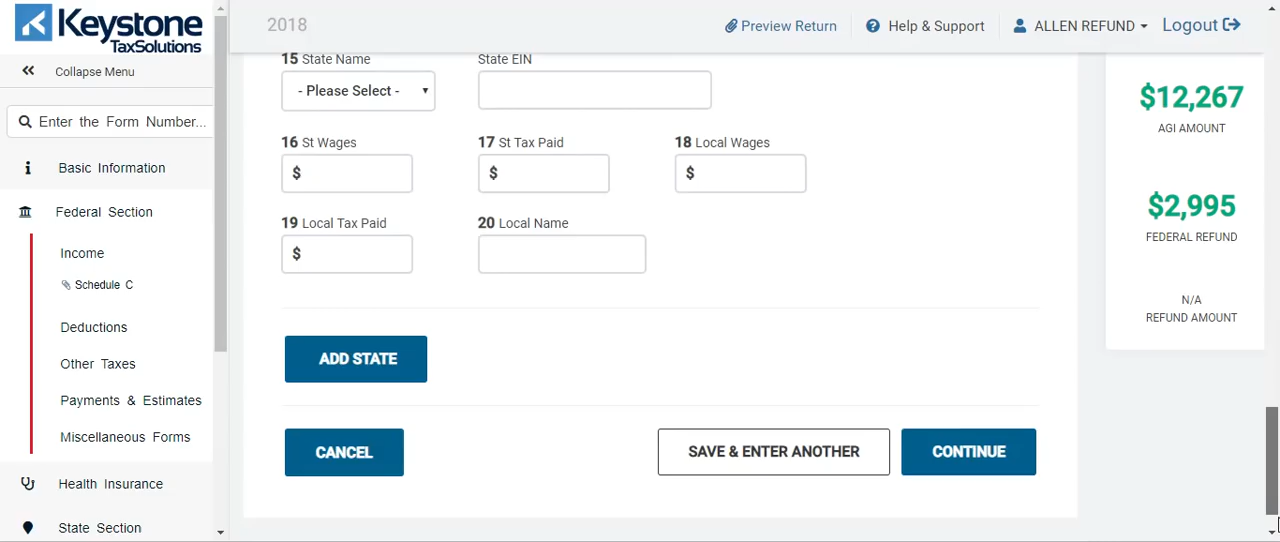 Keystone
TaxSolutions
2018
Preview Return
Help & Support
ALLEN REFUND
Logout
Collapse Menu
Enter the Form Number...
Basic Information
Federal Section
Income
Schedule C
Deductions
Other Taxes
Payments & Estimates
Miscellaneous Forms
Health Insurance
State Section
15 State Name
State EIN
- Please Select -
16 St Wages
17 St Tax Paid
18 Local Wages
$
$
$
19 Local Tax Paid
20 Local Name
$
ADD STATE
CANCEL
SAVE & ENTER ANOTHER
CONTINUE
$12,267
AGI AMOUNT
$2,995
FEDERAL REFUND
N/A
REFUND AMOUNT